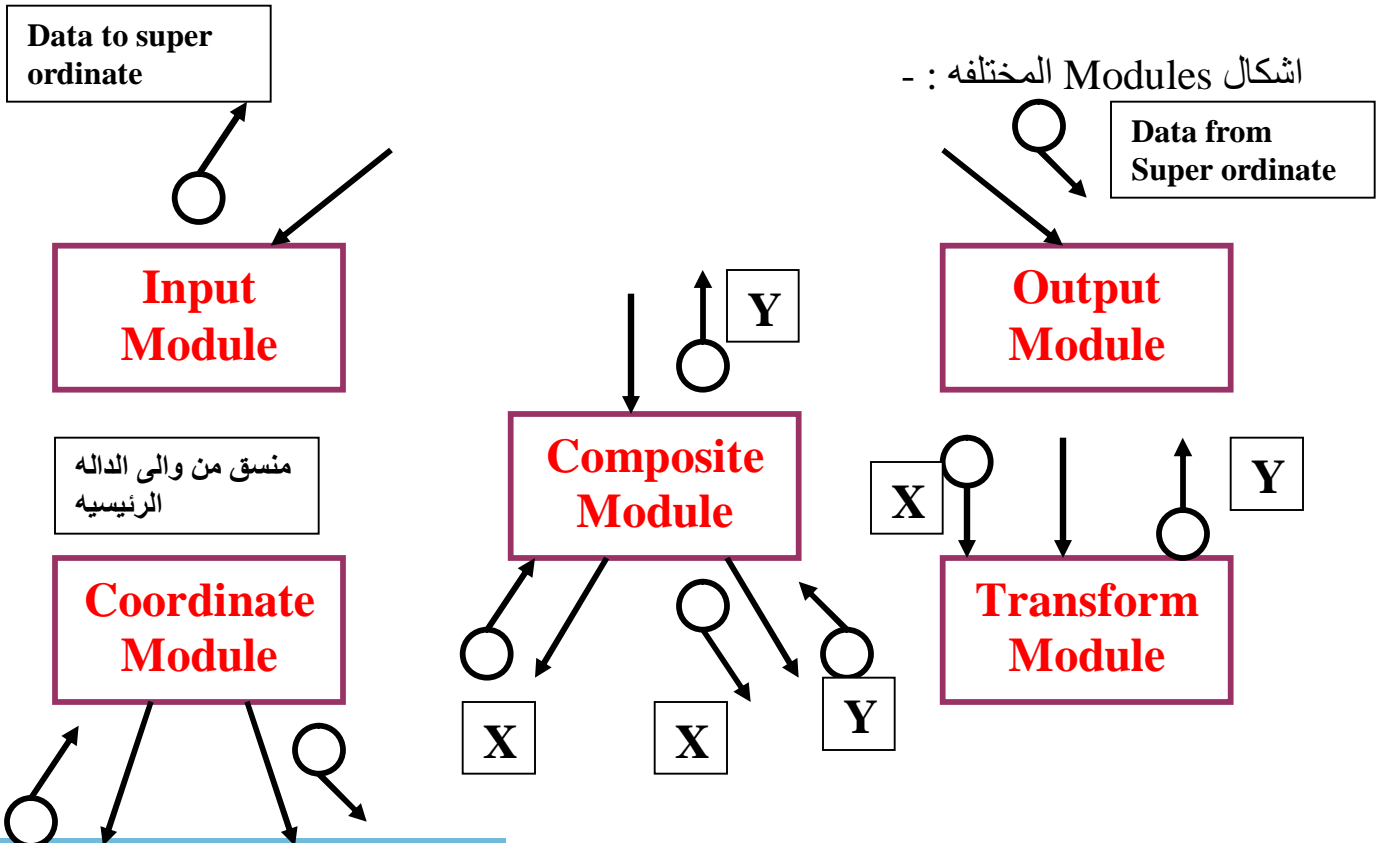 Data to super
ordinate
اشكال Modules المختلفه : -
Data from
Super ordinate
Input
Module
Y
Output
Module
منسق من والى الداله
الرئيسيه
Composite
Module
X
Y
Coordinate
Module
Transform
Module
X
X
Y